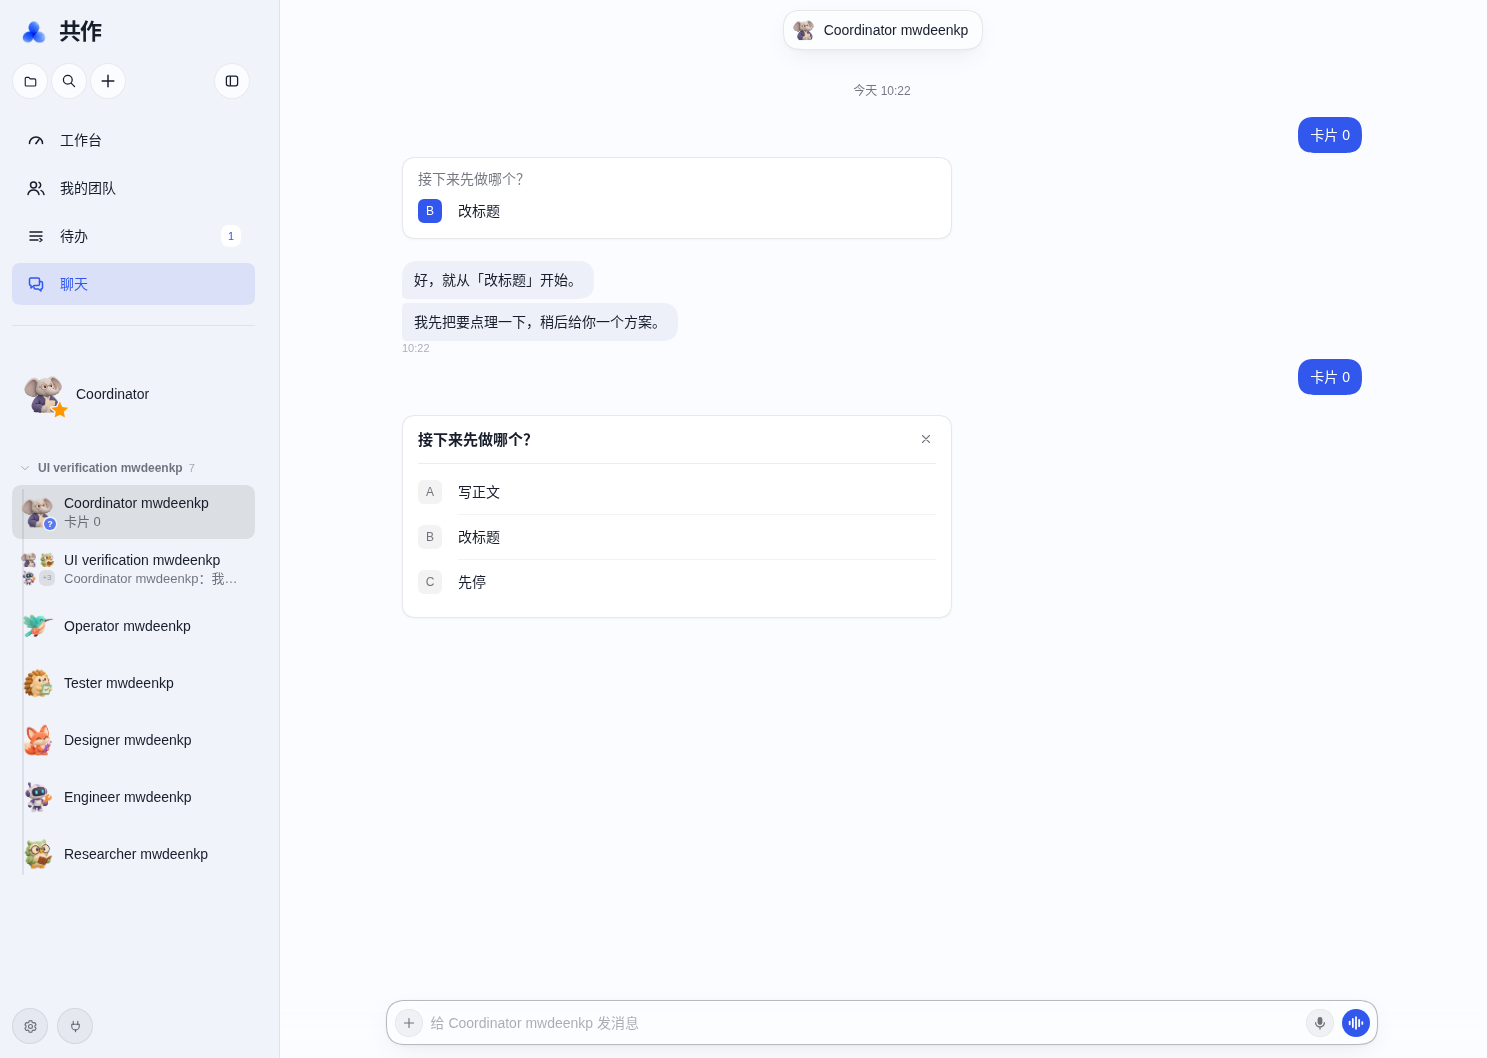 共作
工作台
我的团队
待办 1
聊天
Coordinator
UI verification mwdeenkp 7
Coordinator mwdeenkp
卡片 0
?
UI verification mwdeenkp
+3
Coordinator mwdeenkp：我…
Operator mwdeenkp
Tester mwdeenkp
Designer mwdeenkp
Engineer mwdeenkp
Researcher mwdeenkp
Coordinator mwdeenkp
今天 10:22
卡片 0
接下来先做哪个？
B 改标题
好，就从「改标题」开始。
我先把要点理一下，稍后给你一个方案。
10:22
卡片 0
接下来先做哪个？
A 写正文
B 改标题
C 先停
给 Coordinator mwdeenkp 发消息